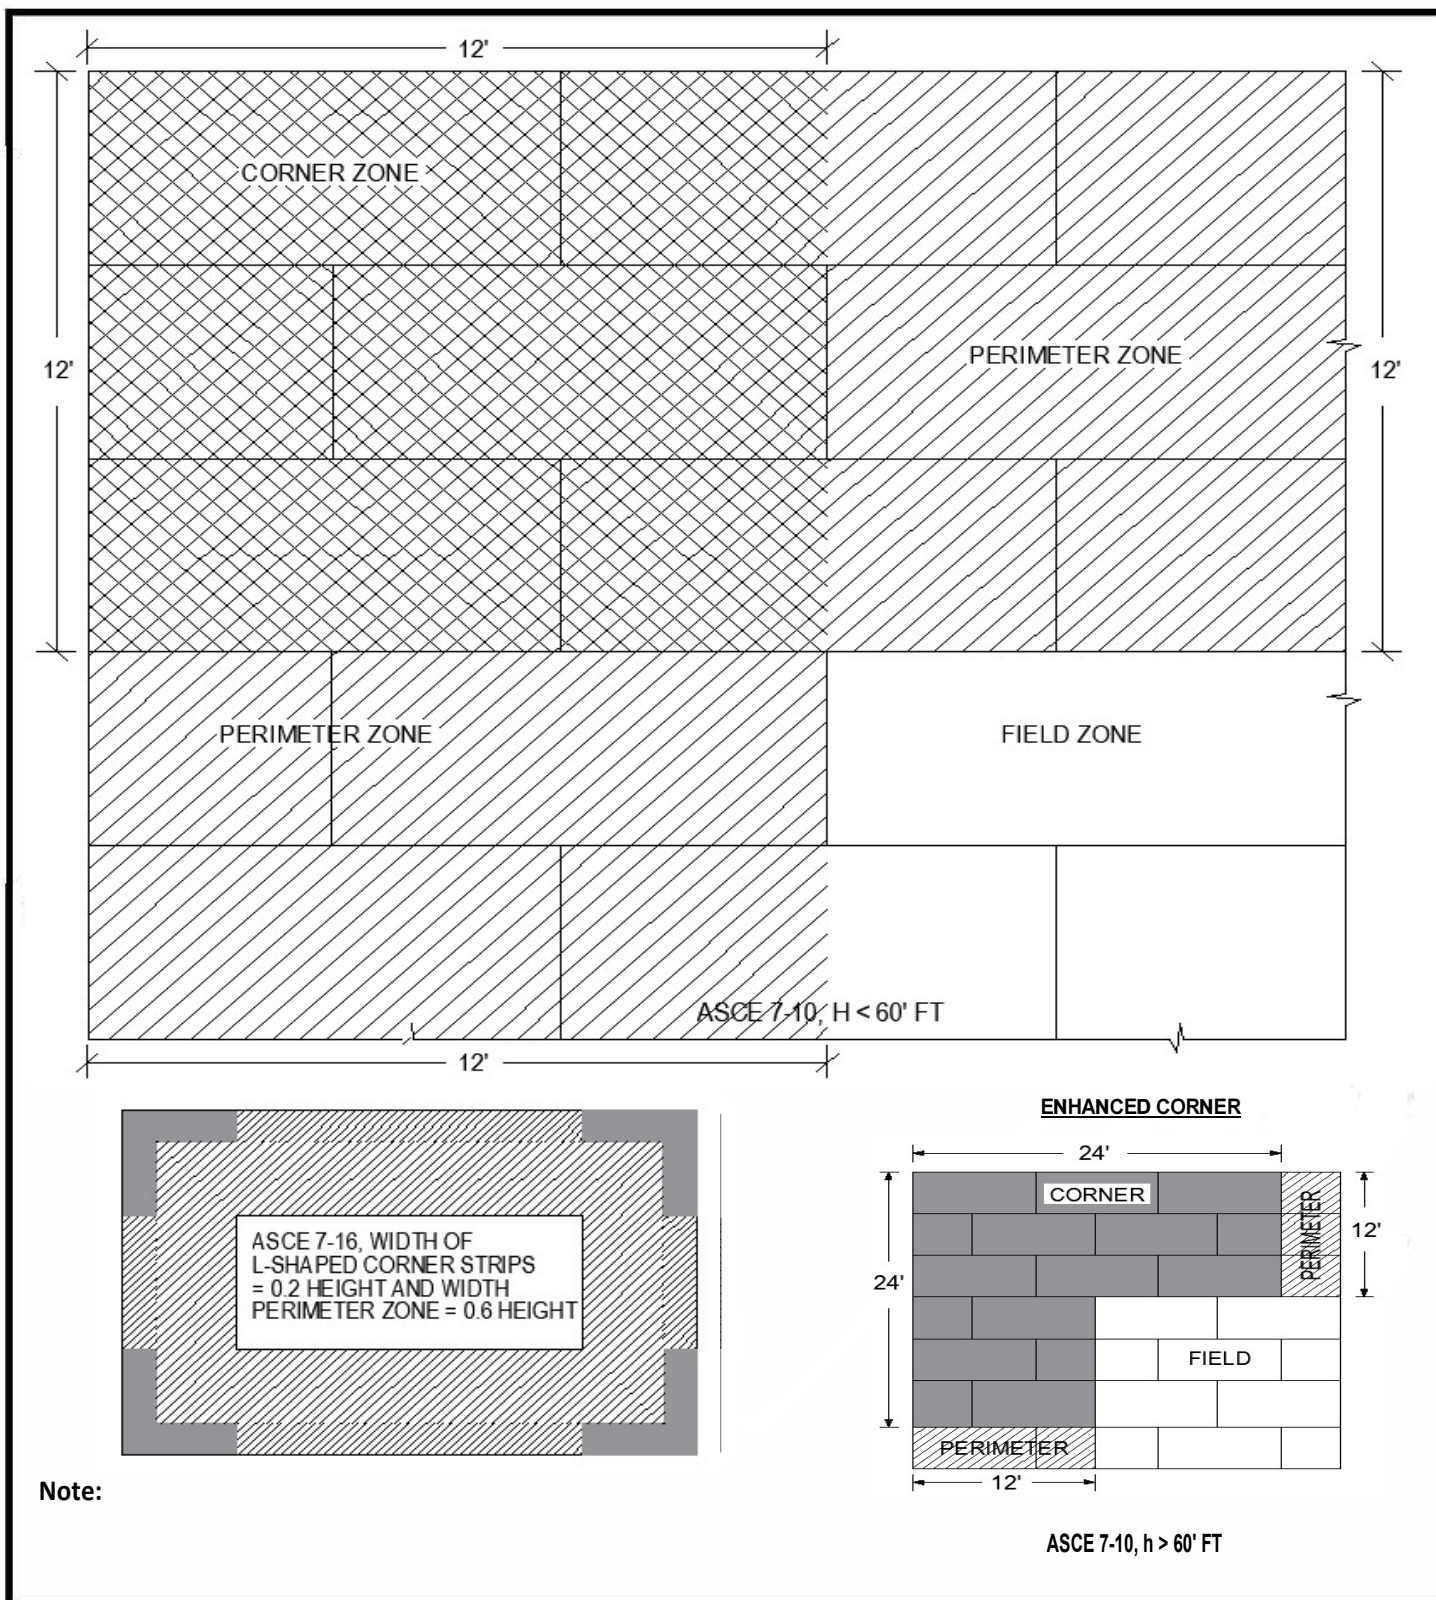 12'
CORNER ZONE
12'
PERIMETER ZONE
12'
PERIMETER ZONE
FIELD ZONE
ASCE 7-10, H < 60' FT
12'
ASCE 7-16, WIDTH OF
L-SHAPED CORNER STRIPS
= 0.2 HEIGHT AND WIDTH
PERIMETER ZONE = 0.6 HEIGHT
ENHANCED CORNER
24'
CORNER
PERIMETER
12'
24'
FIELD
PERIMETER
12'
Note:
ASCE 7-10, h > 60' FT